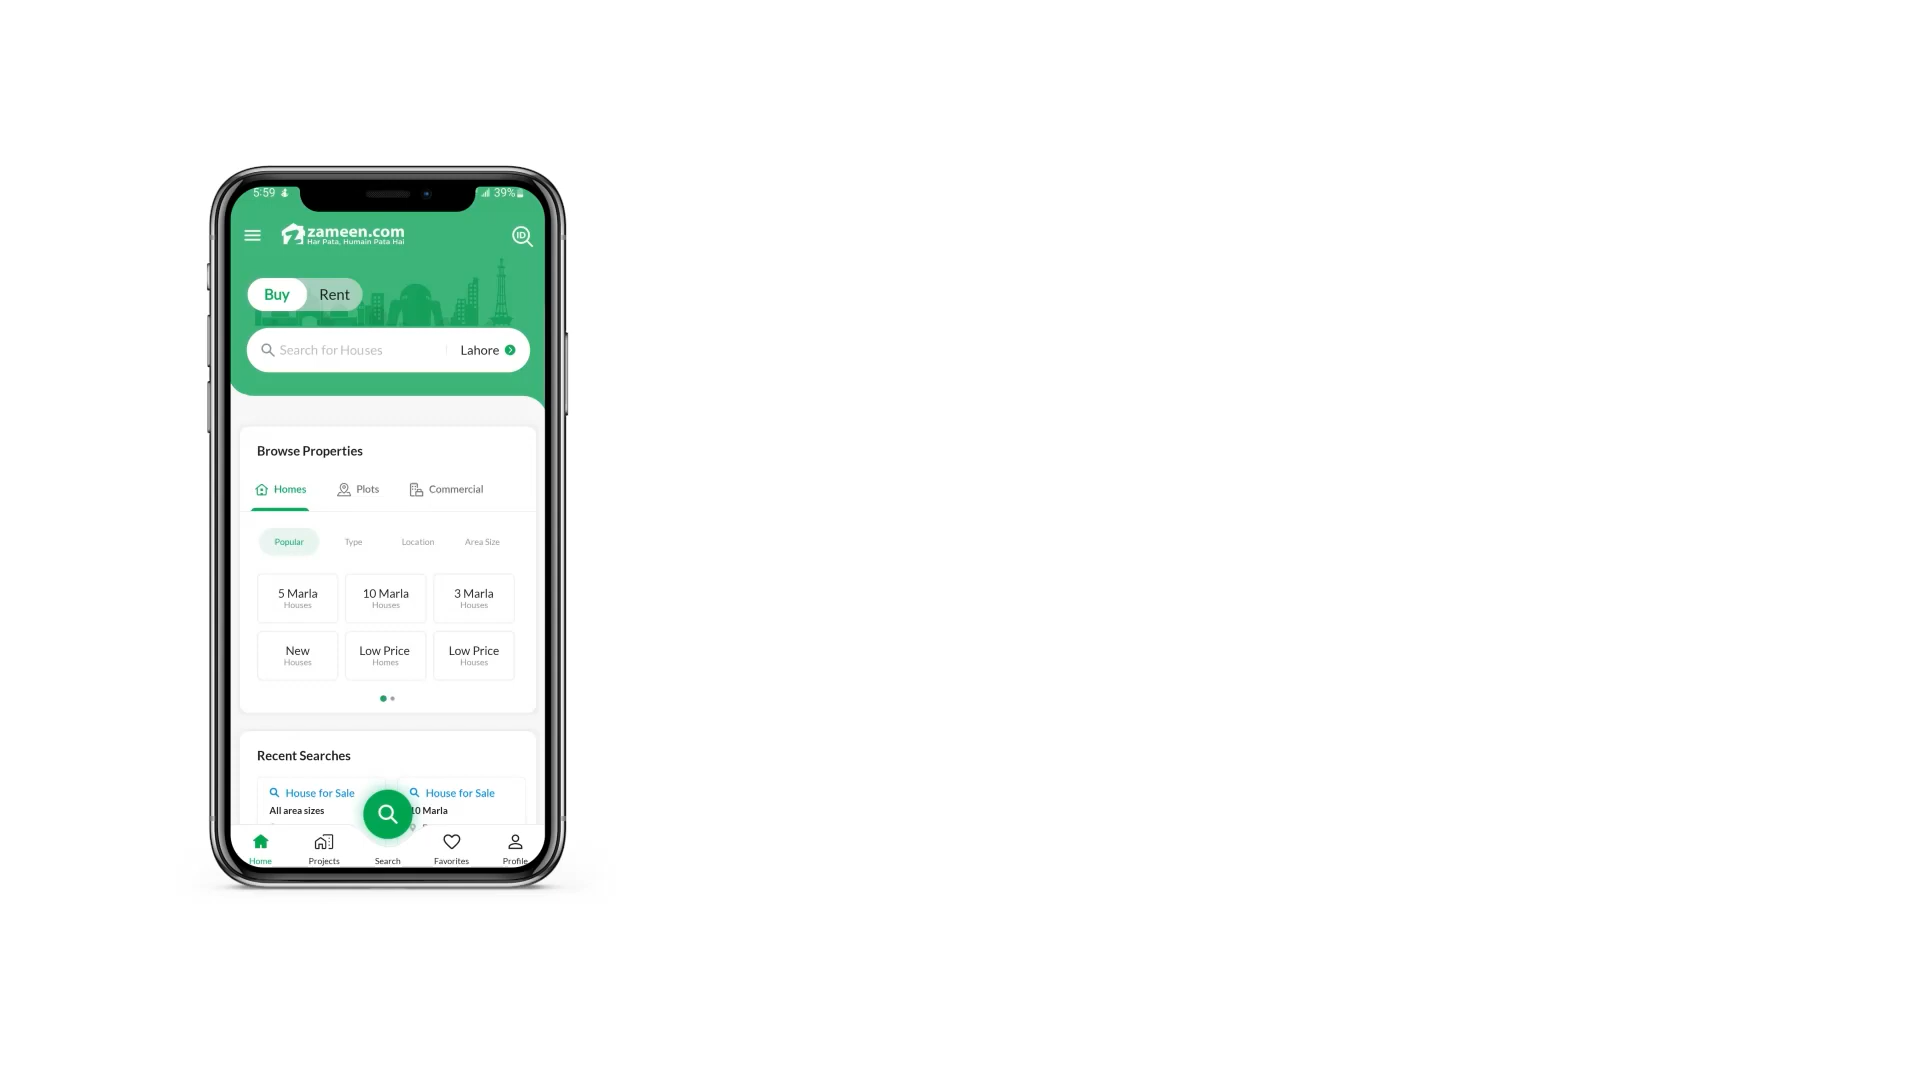 5:59
39%
zameen.com
Har Pata, Humain Pata Hai
ID
Buy Rent
Search for Houses Lahore
Browse Properties
Homes Plots Commercial
Popular Type Location Area Size
5 Marla 10 Marla 3 Marla
Houses Houses Houses
New Low Price Low Price
Houses Homes Houses
Recent Searches
House for Sale House for Sale
All area sizes 10 Marla
Home Projects Search Favorites Profile